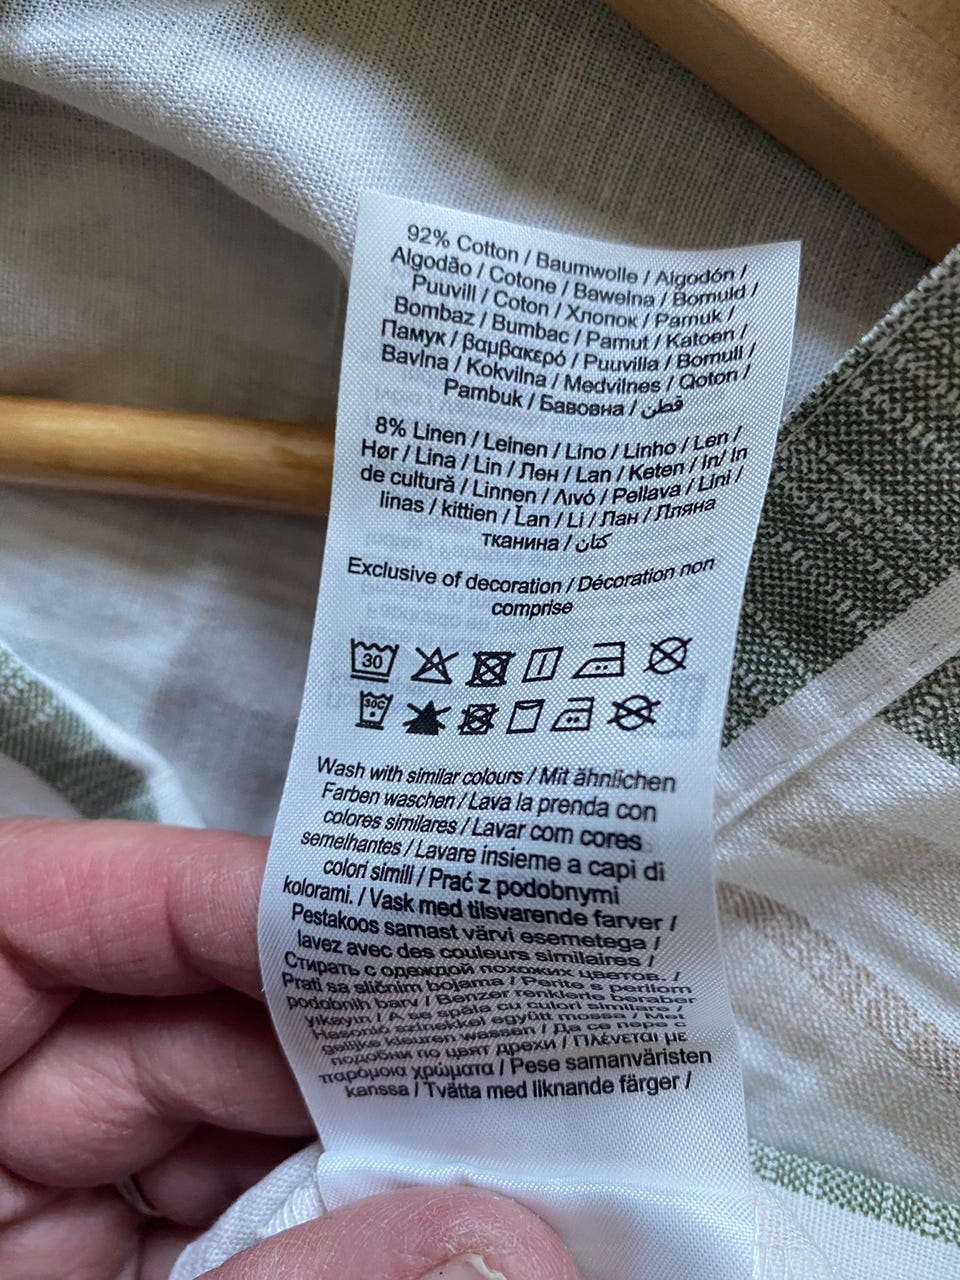 92% Cotton / Baumwolle / Algodón /
Algodão / Cotone / Bawełna / Bomuld /
Puuvill / Coton / Хлопок / Pamuk /
Bombaz / Bumbac / Pamut / Katoen /
Памук / βαμβακερό / Puuvilla / Bomull /
Bavlna / Kokvilna / Medvilnės / Qoton /
Pambuk / Бавовна / قطن
8% Linen / Leinen / Lino / Linho / Len /
Hør / Lina / Lin / Лен / Lan / Keten / In/ In
de cultură / Linnen / Λινό / Pellava / Lini /
linas / kittien / Ľan / Li / Лан / Лляна
тканина / كتان
Exclusive of decoration / Décoration non
comprise
30
30C
Wash with similar colours / Mit ähnlichen
Farben waschen / Lava la prenda con
colores similares / Lavar com cores
semelhantes / Lavare insieme a capi di
colori simili / Prać z podobnymi
kolorami. / Vask med tilsvarende farver /
Pestakoos samast värvi esemetega /
lavez avec des couleurs similaires /
Стирать с одеждой похожих цветов. /
Prati sa sličnim bojama / Perite s perilom
podobnih barv / Benzer renklerle beraber
yıkayın / A se spăla cu culori similare /
Hasonló színekkel együtt mossa / Met
gelijke kleuren wassen / Да се пере с
подобни по цвят дрехи / Πλένεται με
παρόμοια χρώματα / Pese samanväristen
kanssa / Tvätta med liknande färger /